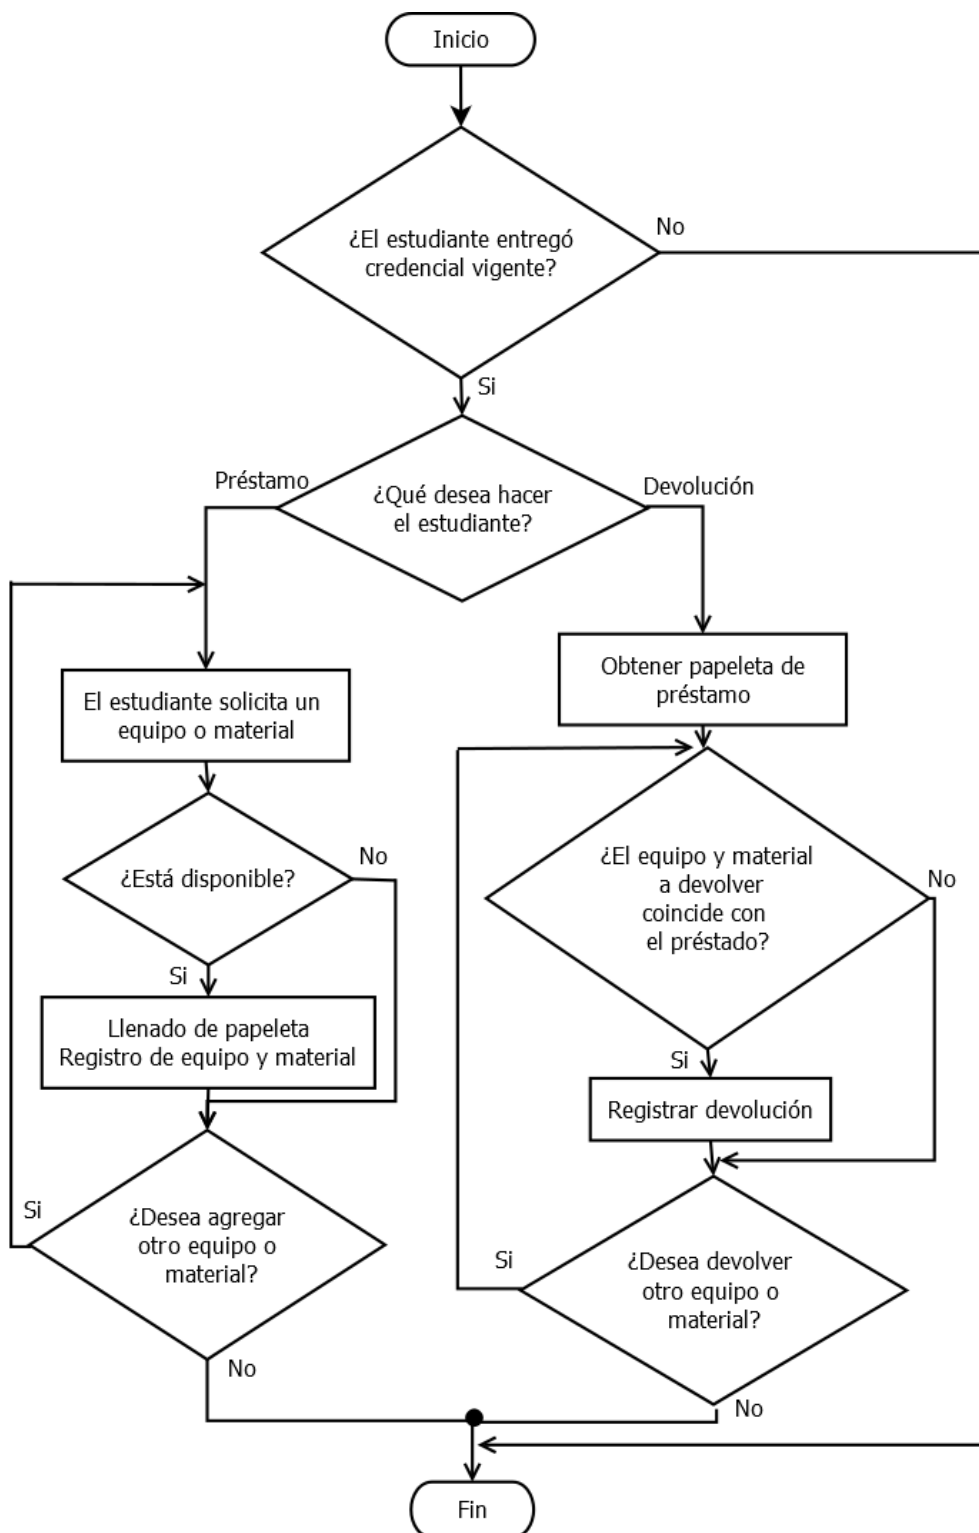 Inicio
¿El estudiante entregó
credencial vigente?
No
Si
¿Qué desea hacer
el estudiante?
Préstamo
Devolución
El estudiante solicita un
equipo o material
¿Está disponible?
No
Si
Llenado de papeleta
Registro de equipo y material
¿Desea agregar
otro equipo o
material?
Si
No
Obtener papeleta de
préstamo
¿El equipo y material
a devolver
coincide con
el préstado?
No
Si
Registrar devolución
¿Desea devolver
otro equipo o
material?
Si
No
Fin